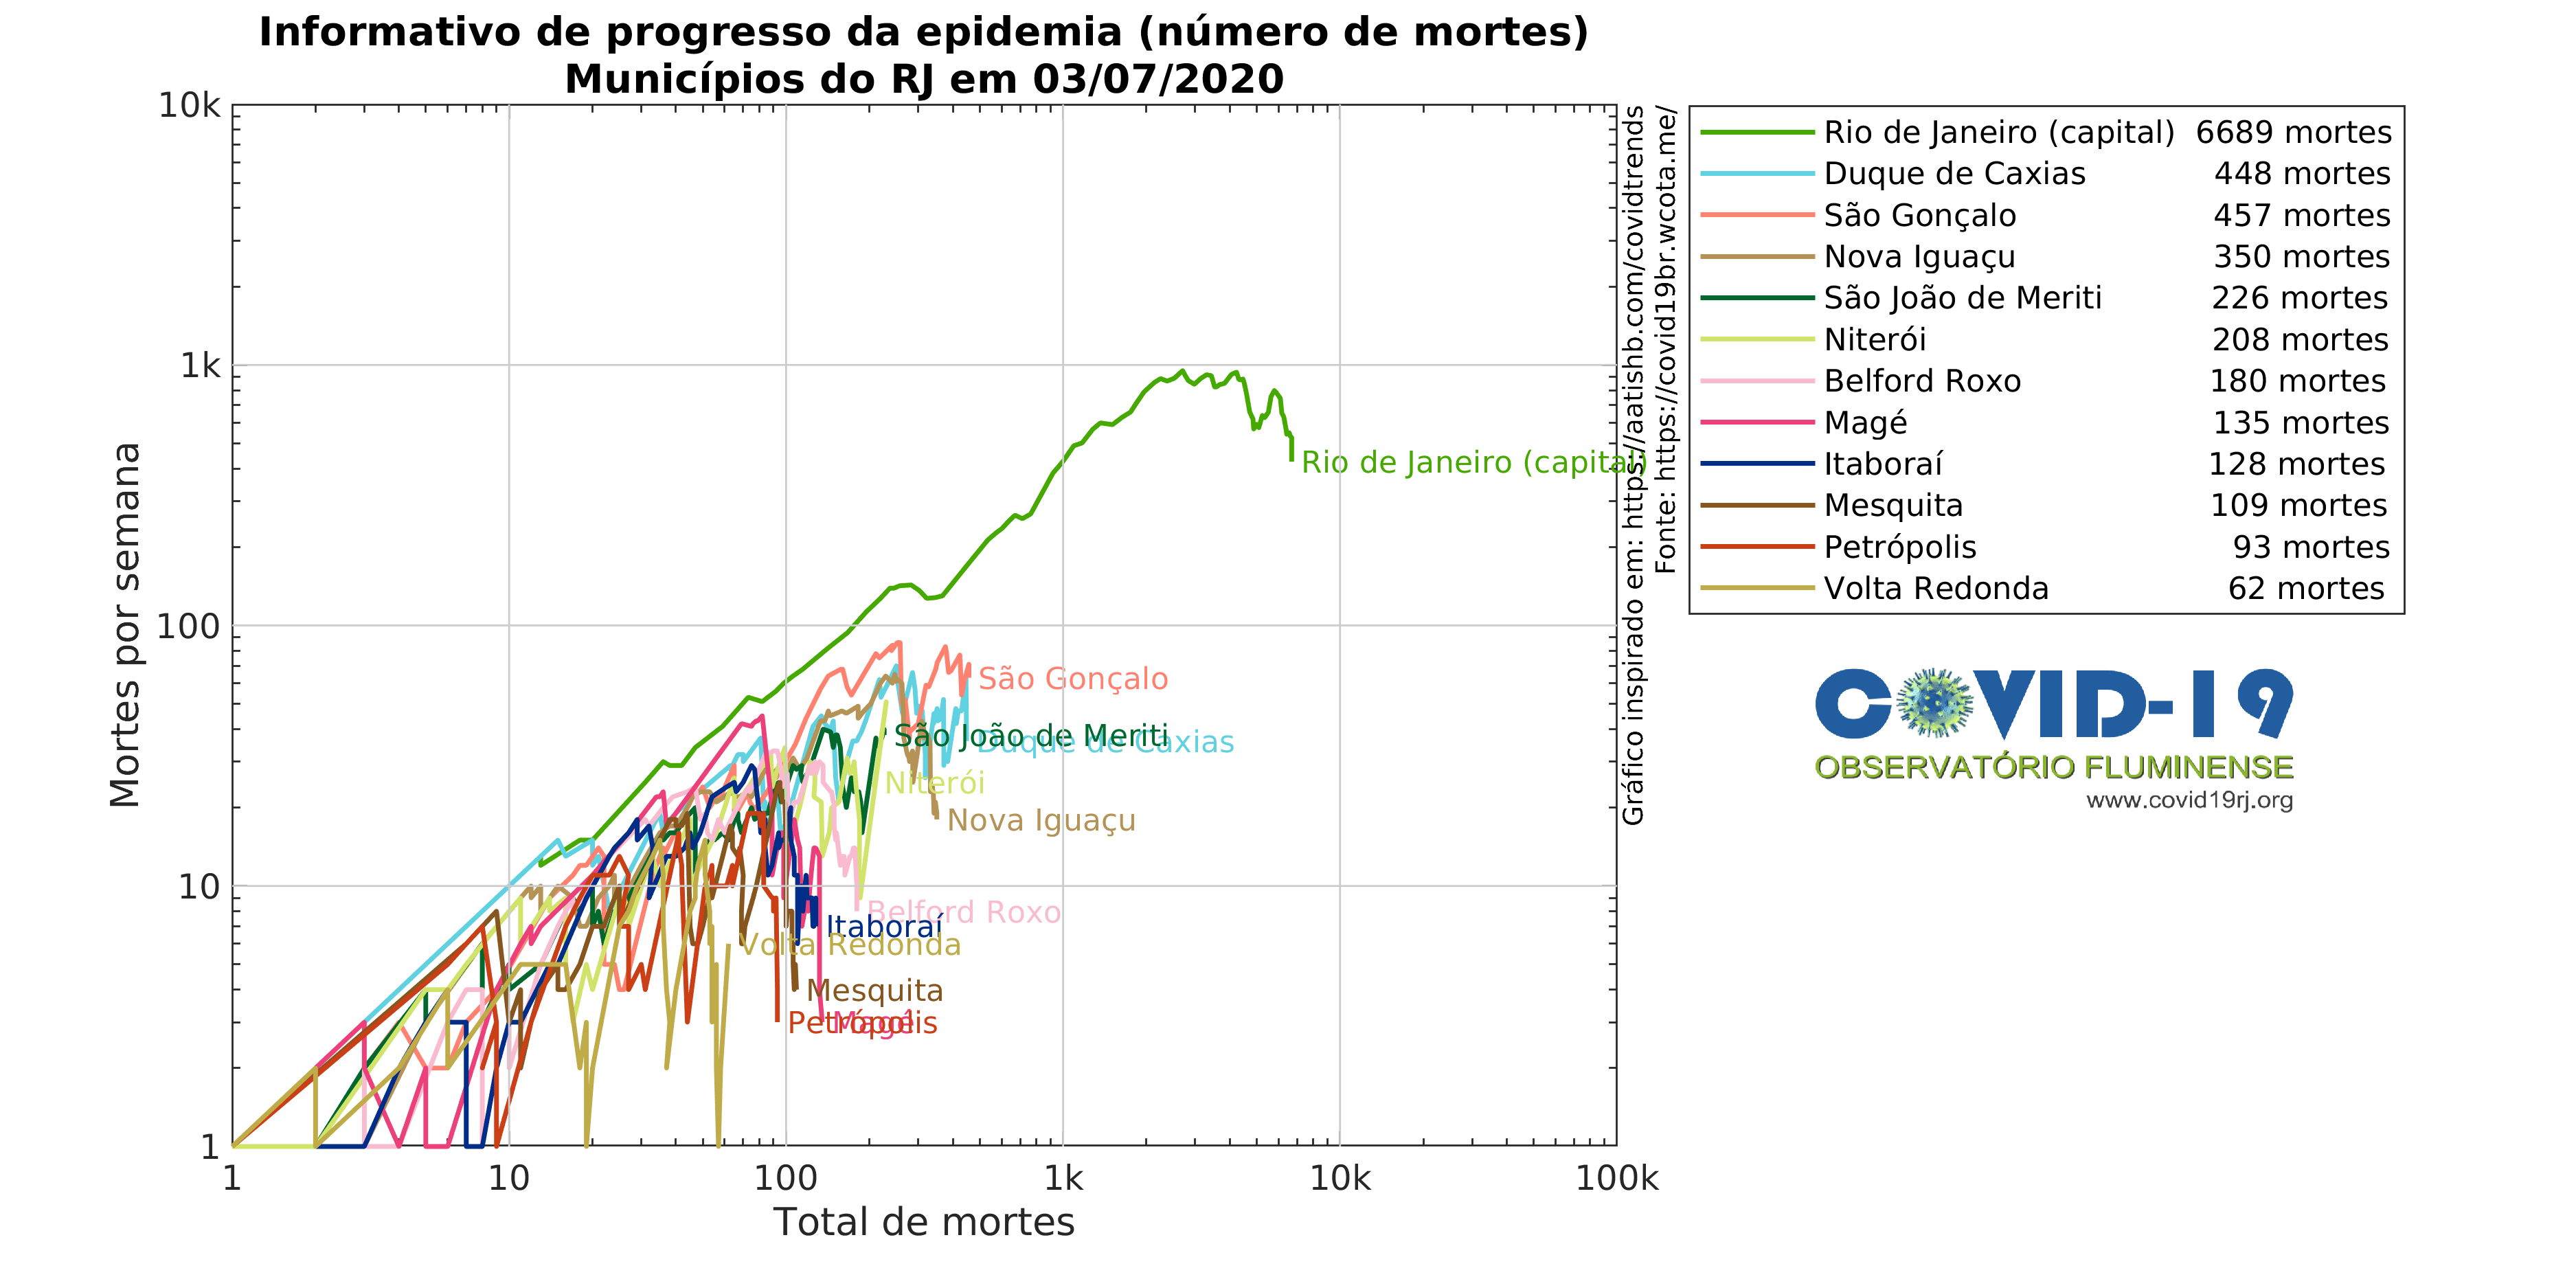 Informativo de progresso da epidemia (número de mortes)
Municípios do RJ em 03/07/2020
10k
1k
100
10
1
Mortes por semana
1
10
100
1k
10k
100k
Total de mortes
Rio de Janeiro (capital)
São Gonçalo
São João de Meriti
Duque de Caxias
Niterói
Nova Iguaçu
Belford Roxo
Itaboraí
Volta Redonda
Mesquita
Petrópolis
Magé
Gráfico inspirado em: https://aatishb.com/covidtrends
Fonte: https://covid19br.wcota.me/
Rio de Janeiro (capital) 6689 mortes
Duque de Caxias 448 mortes
São Gonçalo 457 mortes
Nova Iguaçu 350 mortes
São João de Meriti 226 mortes
Niterói 208 mortes
Belford Roxo 180 mortes
Magé 135 mortes
Itaboraí 128 mortes
Mesquita 109 mortes
Petrópolis 93 mortes
Volta Redonda 62 mortes
COVID-19
OBSERVATÓRIO FLUMINENSE
www.covid19rj.org